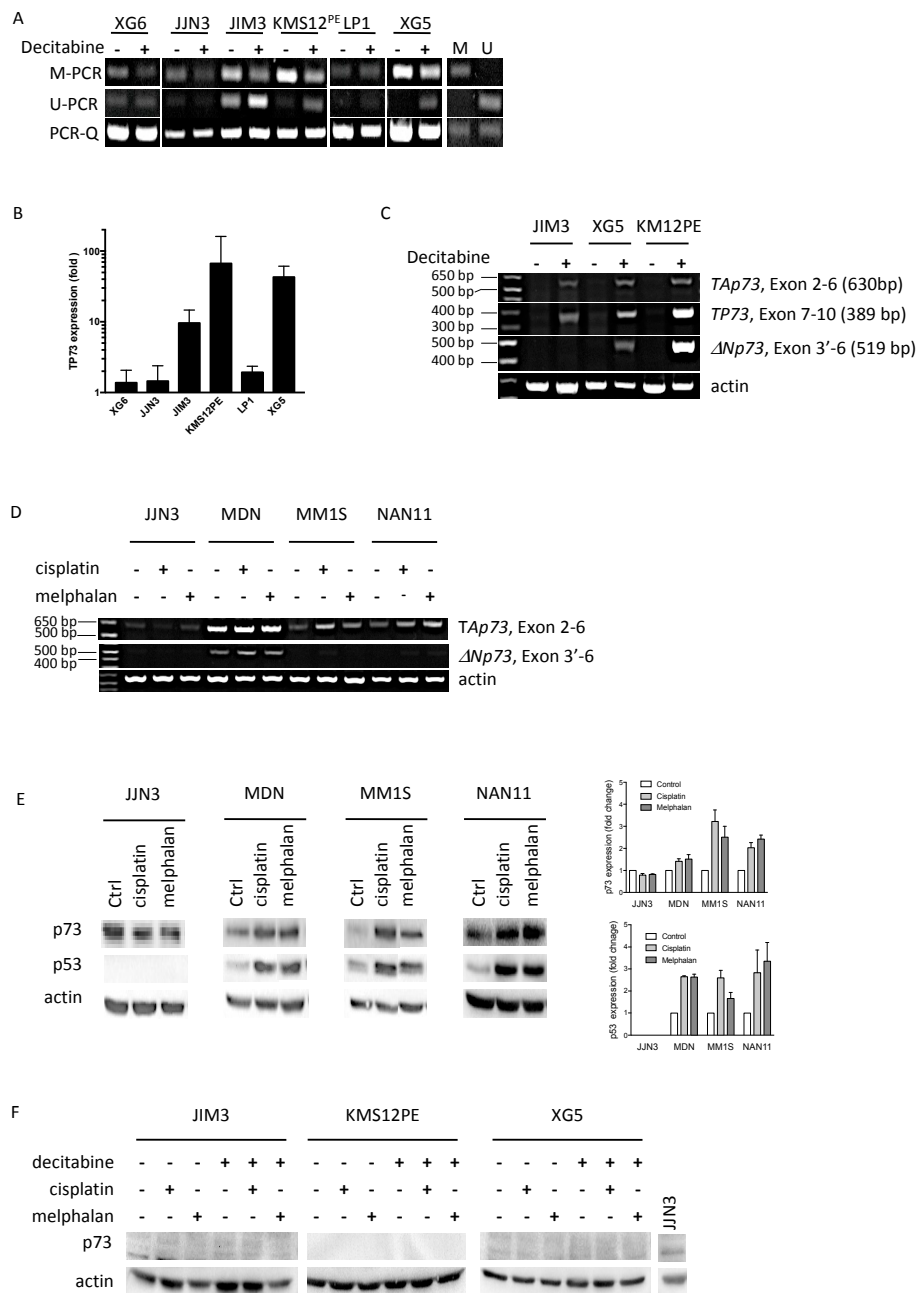 A
XG6 JJN3 JIM3 KMS12PE LP1 XG5
Decitabine - + - + - + - + - + - + M U
M-PCR
U-PCR
PCR-Q
B
TP73 expression (fold)
100
10
1
XG6 JJN3 JIM3 KMS12PE LP1 XG5
C
JIM3 XG5 KM12PE
Decitabine - + - + - +
650 bp
500 bp
TAp73, Exon 2-6 (630bp)
400 bp
300 bp
TP73, Exon 7-10 (389 bp)
500 bp
400 bp
ΔNp73, Exon 3'-6 (519 bp)
actin
D
JJN3 MDN MM1S NAN11
cisplatin - + - - + - - + - - + -
melphalan - - + - - + - - + - - +
650 bp
500 bp
TAp73, Exon 2-6
500 bp
400 bp
ΔNp73, Exon 3'-6
actin
E
JJN3 MDN MM1S NAN11
Ctrl cisplatin melphalan Ctrl cisplatin melphalan Ctrl cisplatin melphalan Ctrl cisplatin melphalan
p73
p53
actin
p73 expression (fold change)
5
4
3
2
1
0
Control
Cisplatin
Melphalan
JJN3 MDN MM1S NAN11
p53 expression (fold change)
5
4
3
2
1
0
Control
Cisplatin
Melphalan
JJN3 MDN MM1S NAN11
F
JIM3 KMS12PE XG5
decitabine - - - + + + - - - + + + - - - + + +
cisplatin - + - - + - - + - - + - - + - - + -
melphalan - - + - - + - - + - - + - - + - - +
JJN3
p73
actin